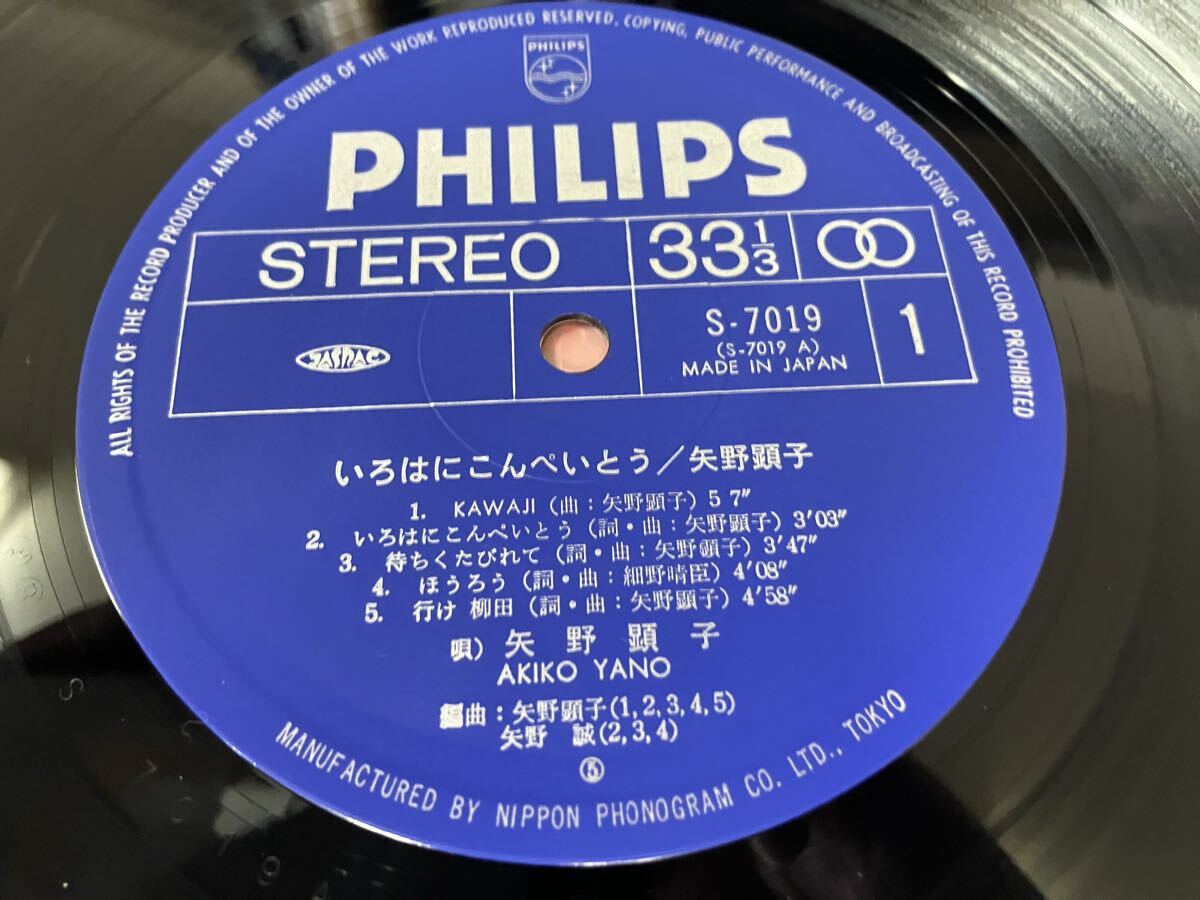 ALL RIGHTS OF THE RECORD PRODUCER AND OF THE OWNER OF THE WORK REPRODUCED RESERVED, COPYING, PUBLIC PERFORMANCE AND BROADCASTING OF THIS RECORD PROHIBITED
PHILIPS
PHILIPS
STEREO 33 1/3
JASRAC S-7019 1
(S-7019 A)
MADE IN JAPAN
いろはにこんぺいとう/矢野顕子
1. KAWAJI (曲:矢野顕子) 5 7″
2. いろはにこんぺいとう (詞・曲:矢野顕子) 3′03″
3. 待ちくたびれて (詞・曲:矢野顕子) 3′47″
4. ほうろう (詞・曲:細野晴臣) 4′08″
5. 行け 柳田 (詞・曲:矢野顕子) 4′58″
唄) 矢野顕子
AKIKO YANO
編曲:矢野顕子(1,2,3,4,5)
矢野 誠(2,3,4)
⑤
MANUFACTURED BY NIPPON PHONOGRAM CO. LTD., TOKYO